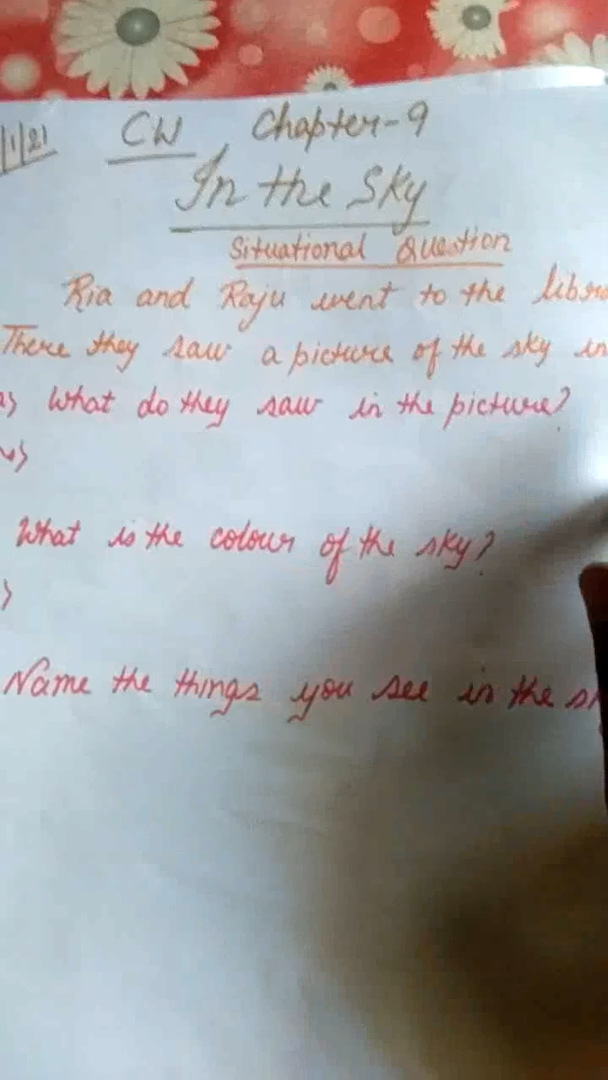 1/21 CW Chapter-9
In the Sky
Situational Question
Ria and Raju went to the
There they saw a picture of the sky in
What do they saw in the picture?
What is the colour of the sky?
Name the things you see in the